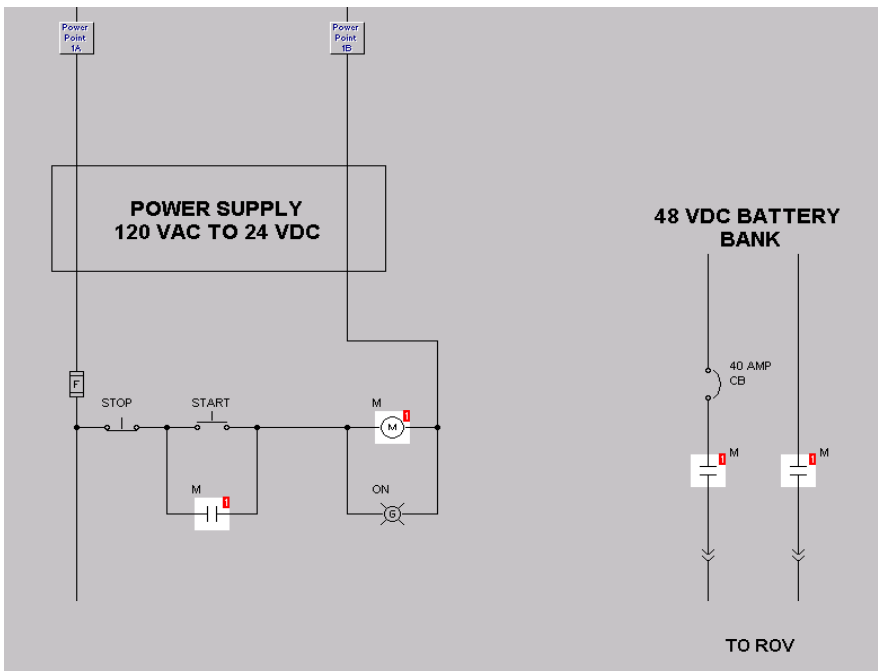 Power
Point
1A
Power
Point
1B
POWER SUPPLY
120 VAC TO 24 VDC
48 VDC BATTERY
BANK
F
40 AMP
CB
STOP
START
M
1
M
M
1
ON
G
1
M
1
M
1
M
TO ROV